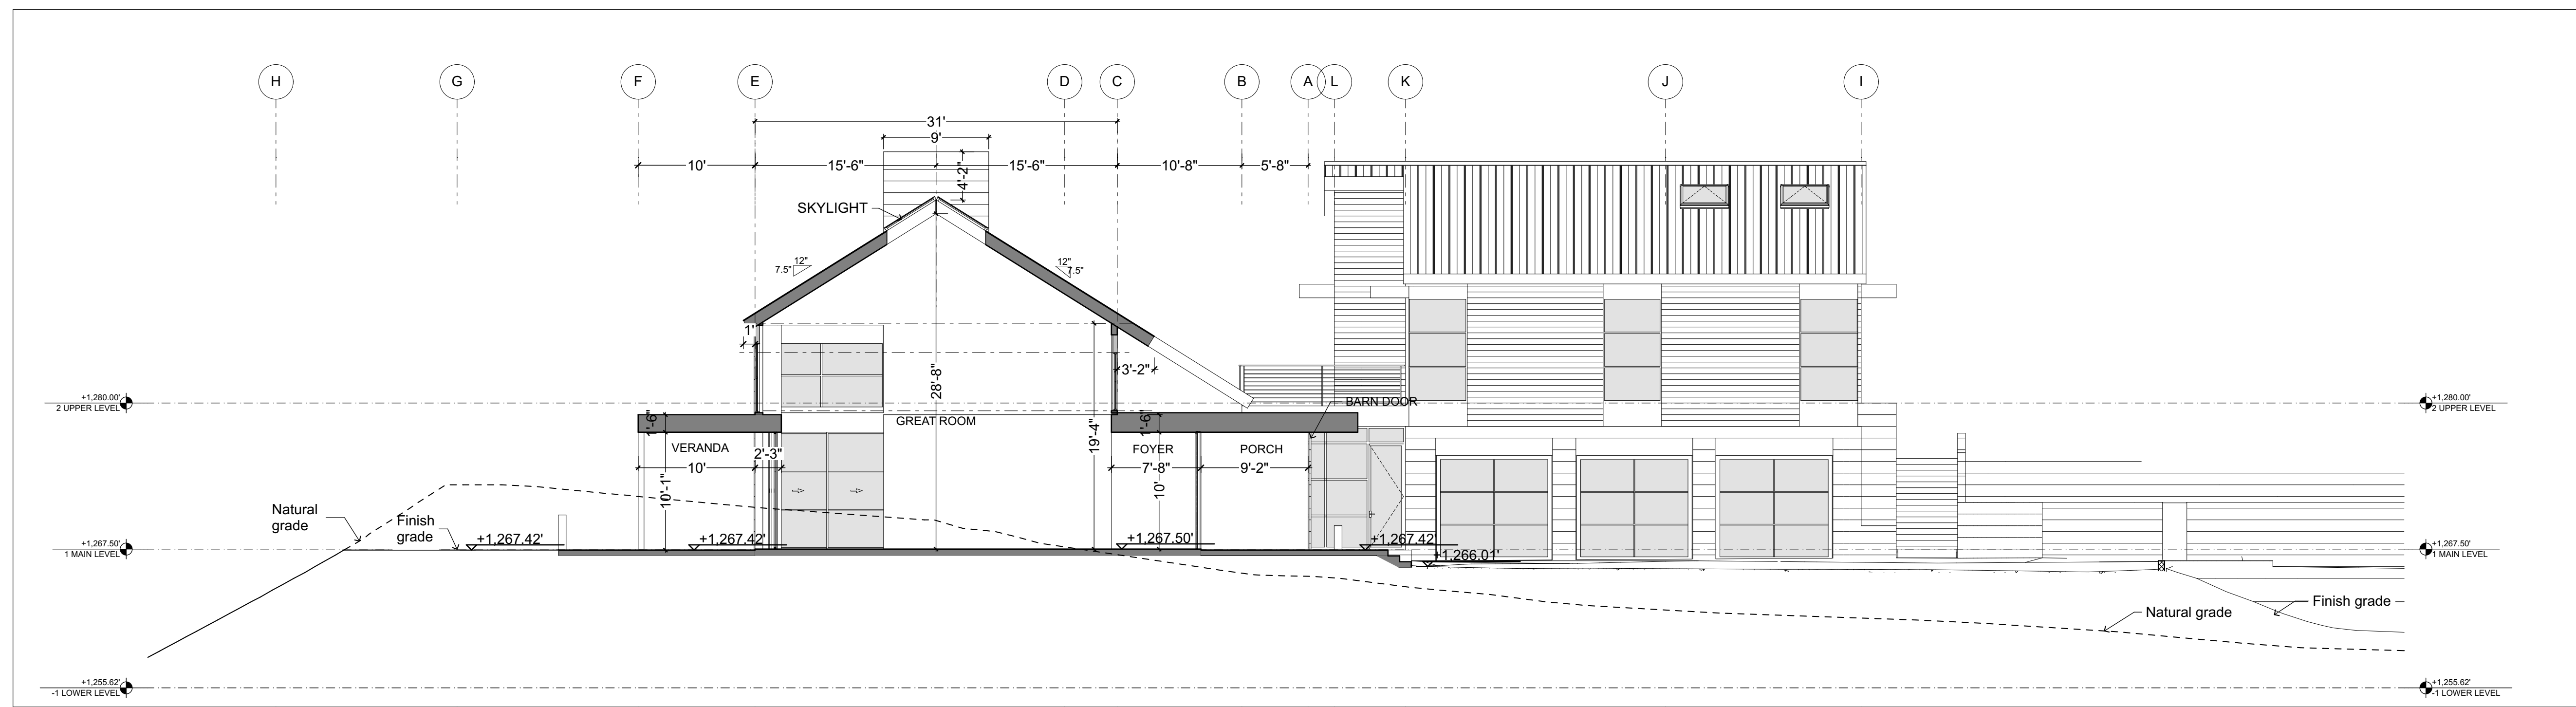 H G F E D C B A L K J I
31'
9'
10' 15'-6" 15'-6" 10'-8" 5'-8"
4'-2"
SKYLIGHT
12"
7.5"
12"
7.5"
1'
3'-2"
28'-8"
19'-4"
+1,280.00'
2 UPPER LEVEL
+1,280.00'
2 UPPER LEVEL
BARN DOOR
1'-6"
GREAT ROOM
1'-6"
VERANDA
FOYER
PORCH
2'-3"
10'
7'-8"
9'-2"
10'-1"
10'
Natural
grade
Finish
grade
+1,267.42'
+1,267.42'
+1,267.50'
+1,267.42'
+1,267.50'
1 MAIN LEVEL
+1,267.50'
1 MAIN LEVEL
+1,266.01'
Finish grade
Natural grade
+1,255.62'
-1 LOWER LEVEL
+1,255.62'
-1 LOWER LEVEL